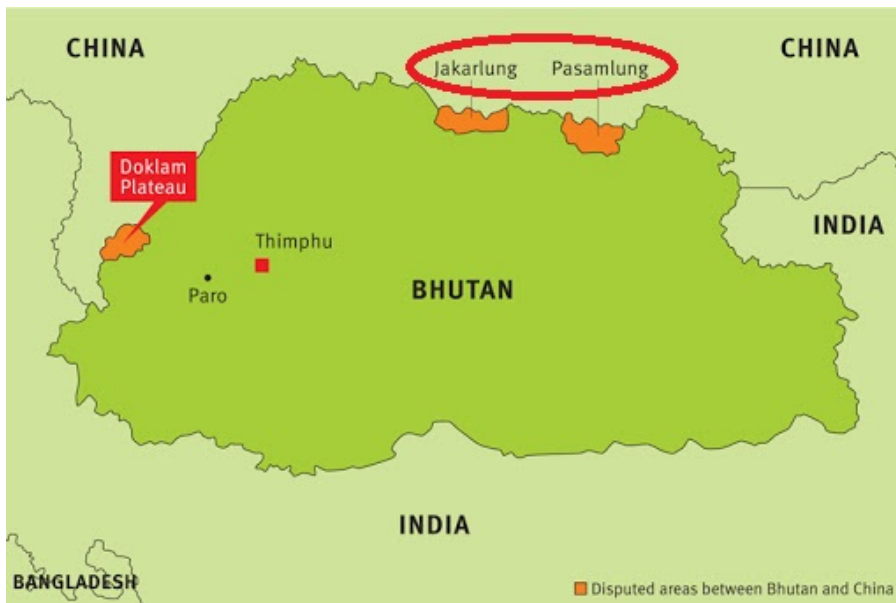 CHINA
Jakarlung
Pasamlung
CHINA
Doklam
Plateau
INDIA
Thimphu
Paro
BHUTAN
INDIA
BANGLADESH
Disputed areas between Bhutan and China